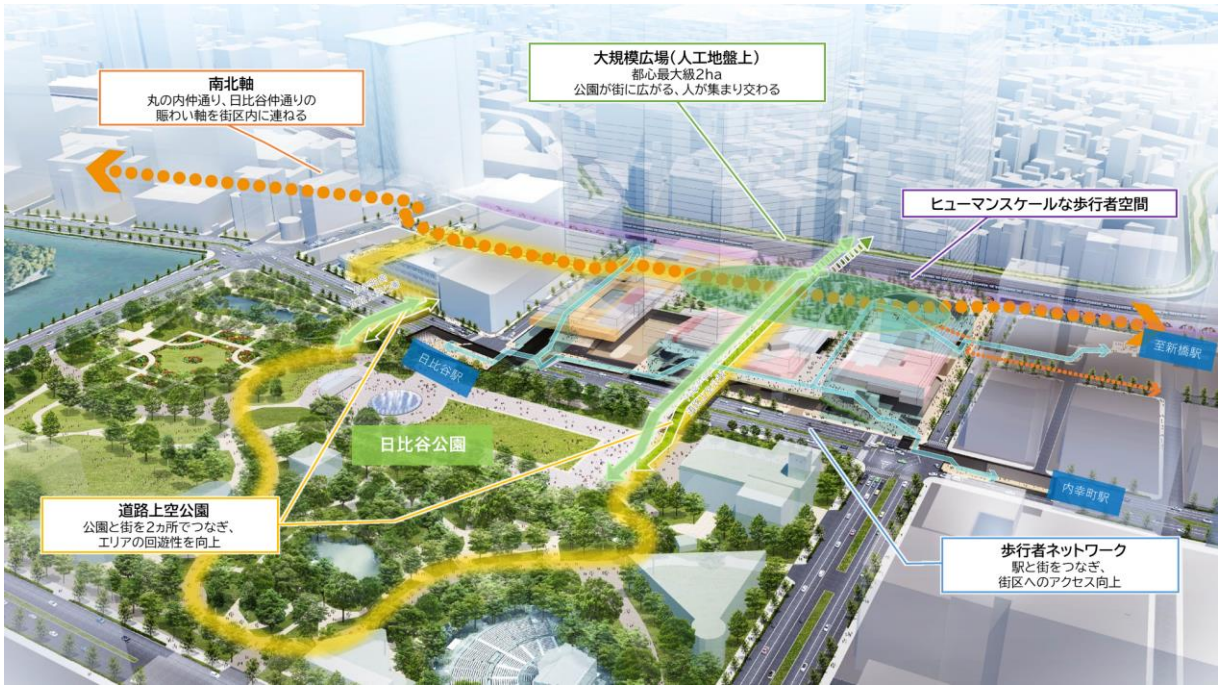 大規模広場(人工地盤上)
都心最大級2ha
公園が街に広がる、人が集まり交わる
南北軸
丸の内仲通り、日比谷仲通りの
賑わい軸を街区内に連ねる
ヒューマンスケールな歩行者空間
至新橋駅
日比谷駅
日比谷公園
内幸町駅
道路上空公園
公園と街を2ヵ所でつなぎ、
エリアの回遊性を向上
歩行者ネットワーク
駅と街をつなぎ、
街区へのアクセス向上